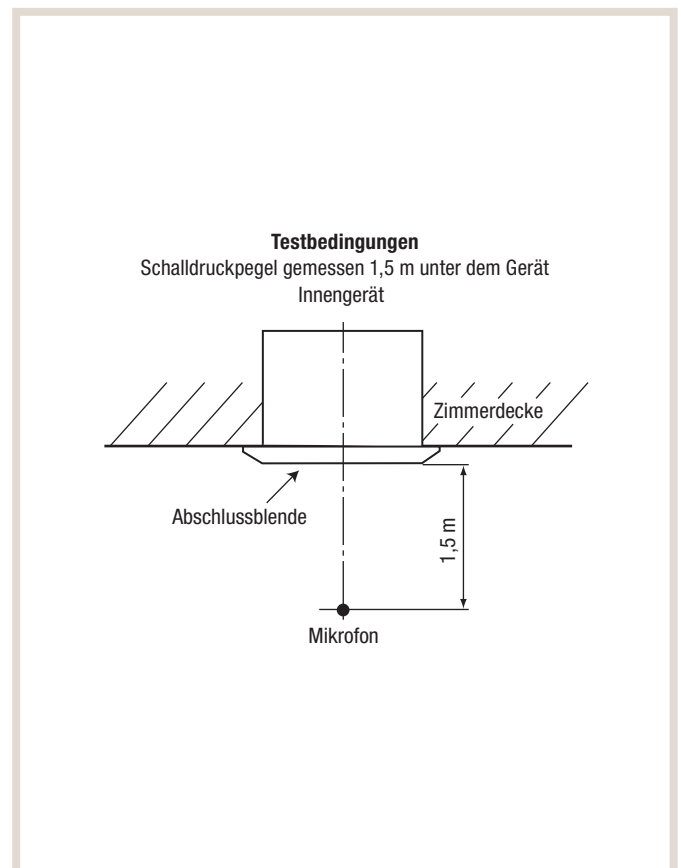 Testbedingungen
Schalldruckpegel gemessen 1,5 m unter dem Gerät
Innengerät
Zimmerdecke
Abschlussblende
1,5 m
Mikrofon